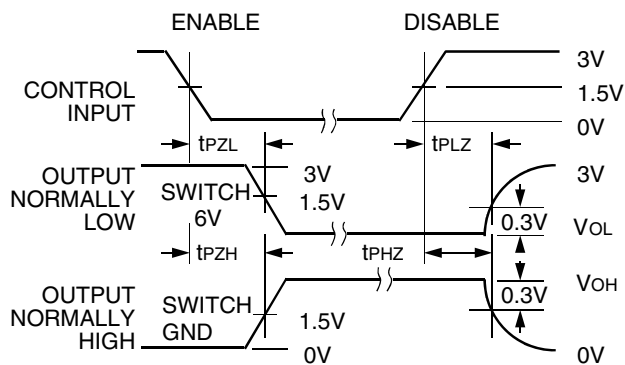 ENABLE DISABLE
3V
CONTROL
INPUT
1.5V
0V
tPZL tPLZ
OUTPUT
NORMALLY
LOW
SWITCH
6V
3V
1.5V
3V
0.3V
VOL
tPZH tPHZ
OUTPUT
NORMALLY
HIGH
SWITCH
GND
1.5V
0V
0.3V
VOH
0V